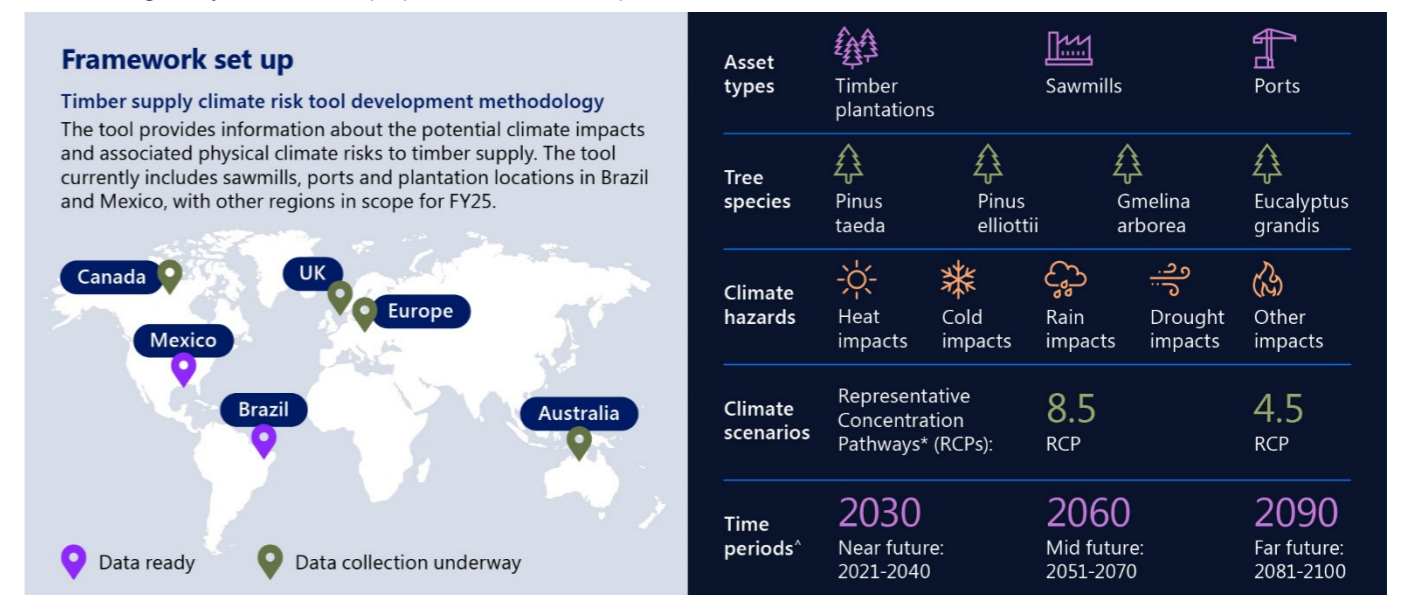 Framework set up
Timber supply climate risk tool development methodology
The tool provides information about the potential climate impacts
and associated physical climate risks to timber supply. The tool
currently includes sawmills, ports and plantation locations in Brazil
and Mexico, with other regions in scope for FY25.
Canada
UK
Europe
Mexico
Brazil
Australia
Data ready
Data collection underway
Asset
types
Timber
plantations
Sawmills
Ports
Tree
species
Pinus
taeda
Pinus
elliottii
Gmelina
arborea
Eucalyptus
grandis
Climate
hazards
Heat
impacts
Cold
impacts
Rain
impacts
Drought
impacts
Other
impacts
Climate
scenarios
Representative
Concentration
Pathways* (RCPs):
8.5
RCP
4.5
RCP
Time
periods^
2030
Near future:
2021-2040
2060
Mid future:
2051-2070
2090
Far future:
2081-2100